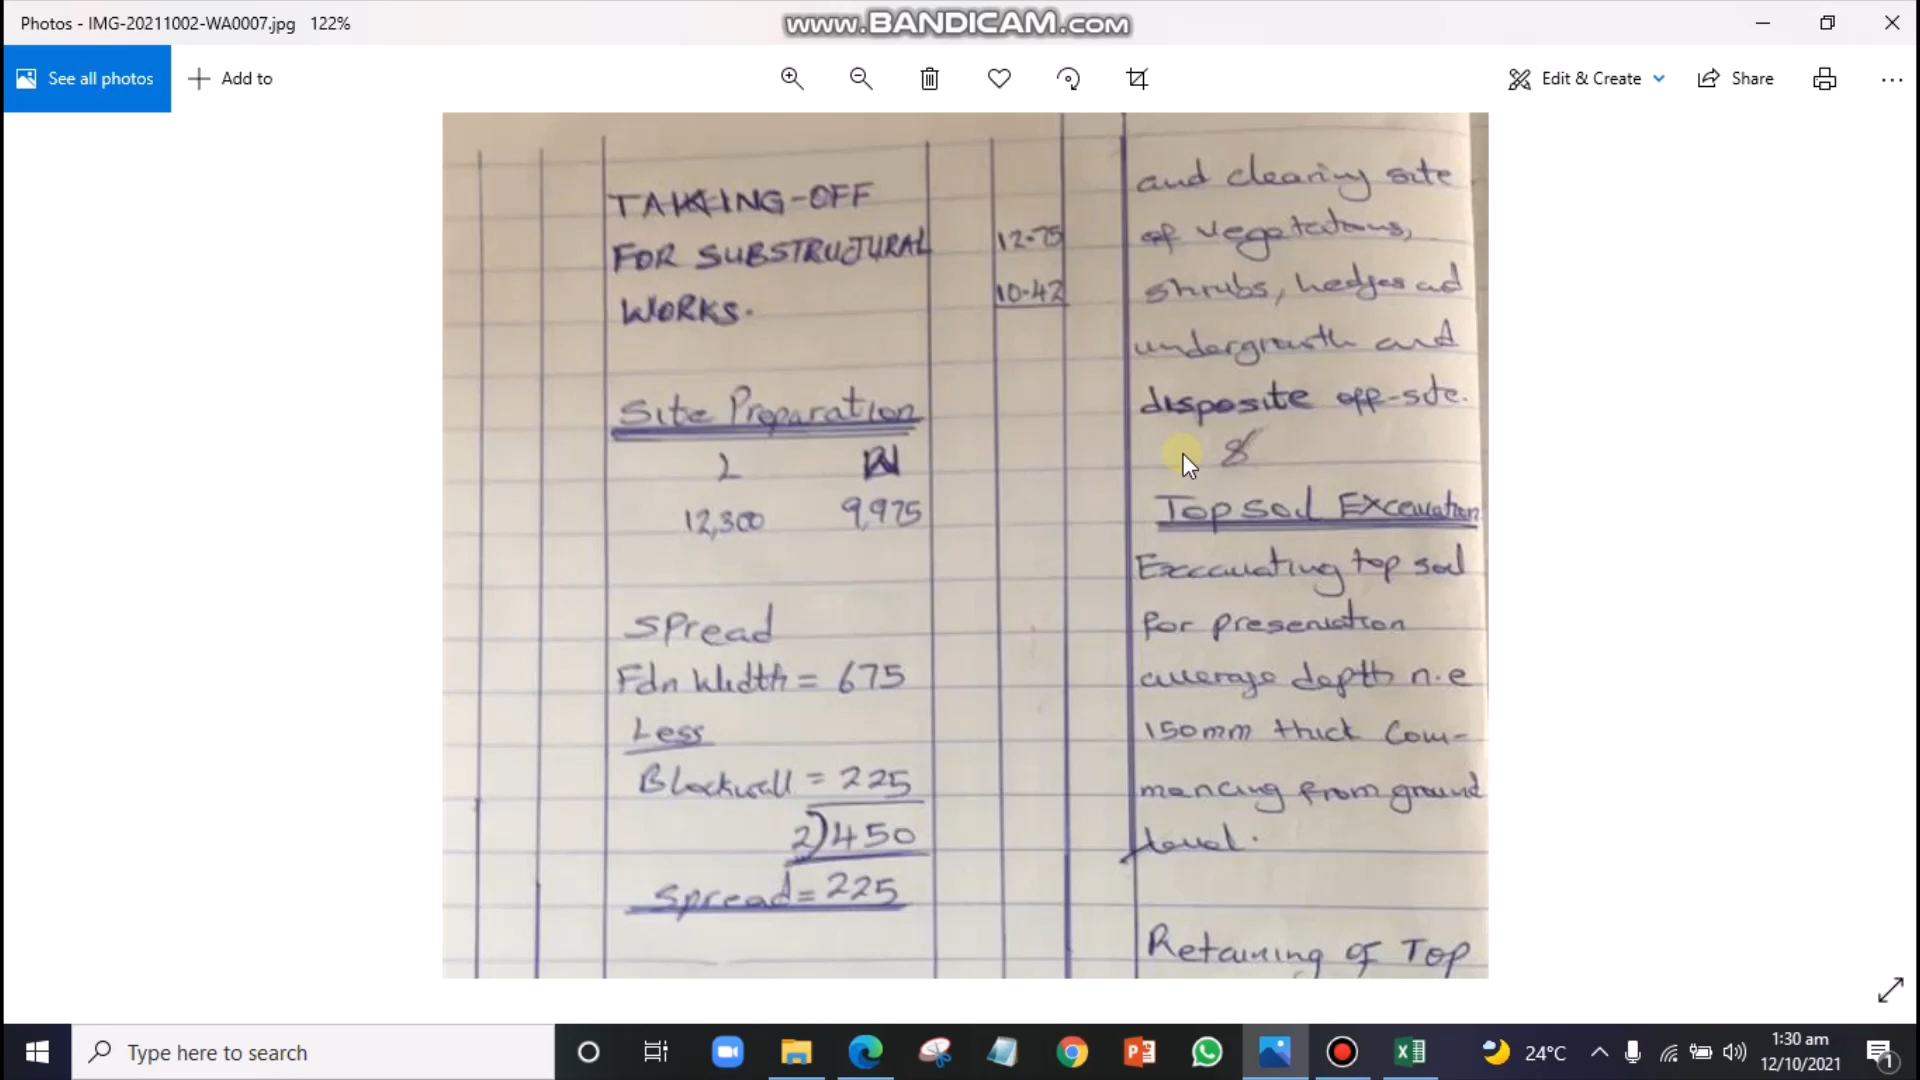 Photos - IMG-20211002-WA0007.jpg 122%
www.BANDICAM.com
See all photos
Add to
Edit & Create
Share
TAKING-OFF
FOR SUBSTRUCTURAL
WORKS.
Site Preparation
L W
12,300 9,975
Spread
Fdn Width = 675
Less
Blockwall = 225
2)450
Spread = 225
12.75
10.42
and clearing site
of vegetations,
shrubs, hedges ad
undergrowth and
disposite off-site.
&
Top soil Excavation
Excavating top soil
for preservation
average depth n.e
150mm thick Com-
mencing from ground
level.
Retaining of Top
Type here to search
24°C
1:30 am
12/10/2021
1